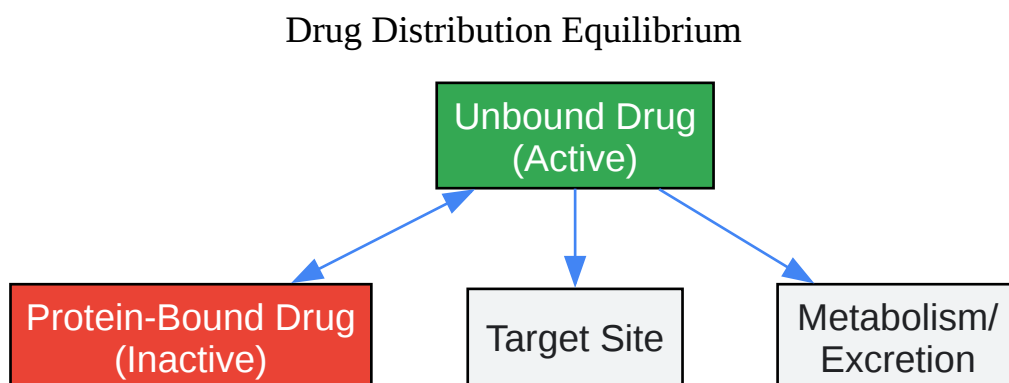 Drug Distribution Equilibrium
Unbound Drug
(Active)
Protein-Bound Drug
(Inactive)
Target Site
Metabolism/
Excretion